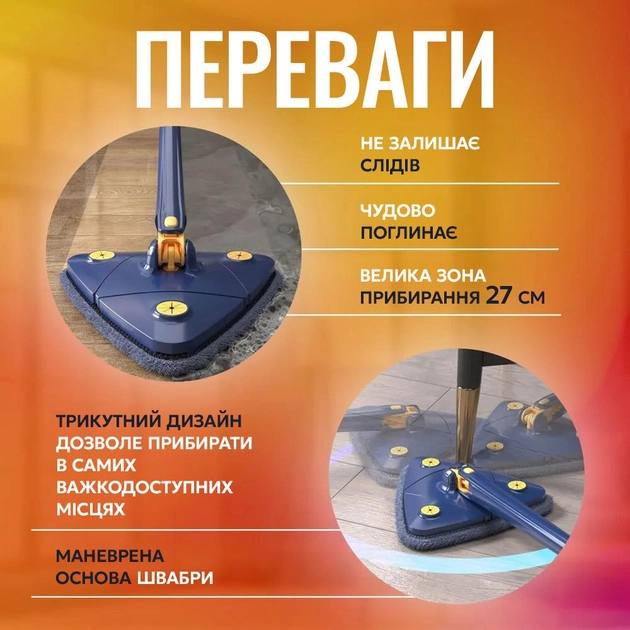 ПЕРЕВАГИ
НЕ ЗАЛИШАЄ
СЛІДІВ
ЧУДОВО
ПОГЛИНАЄ
ВЕЛИКА ЗОНА
ПРИБИРАННЯ 27 СМ
ТРИКУТНИЙ ДИЗАЙН
ДОЗВОЛЕ ПРИБИРАТИ
В САМИХ
ВАЖКОДОСТУПНИХ
МІСЦЯХ
МАНЕВРЕНА
ОСНОВА ШВАБРИ